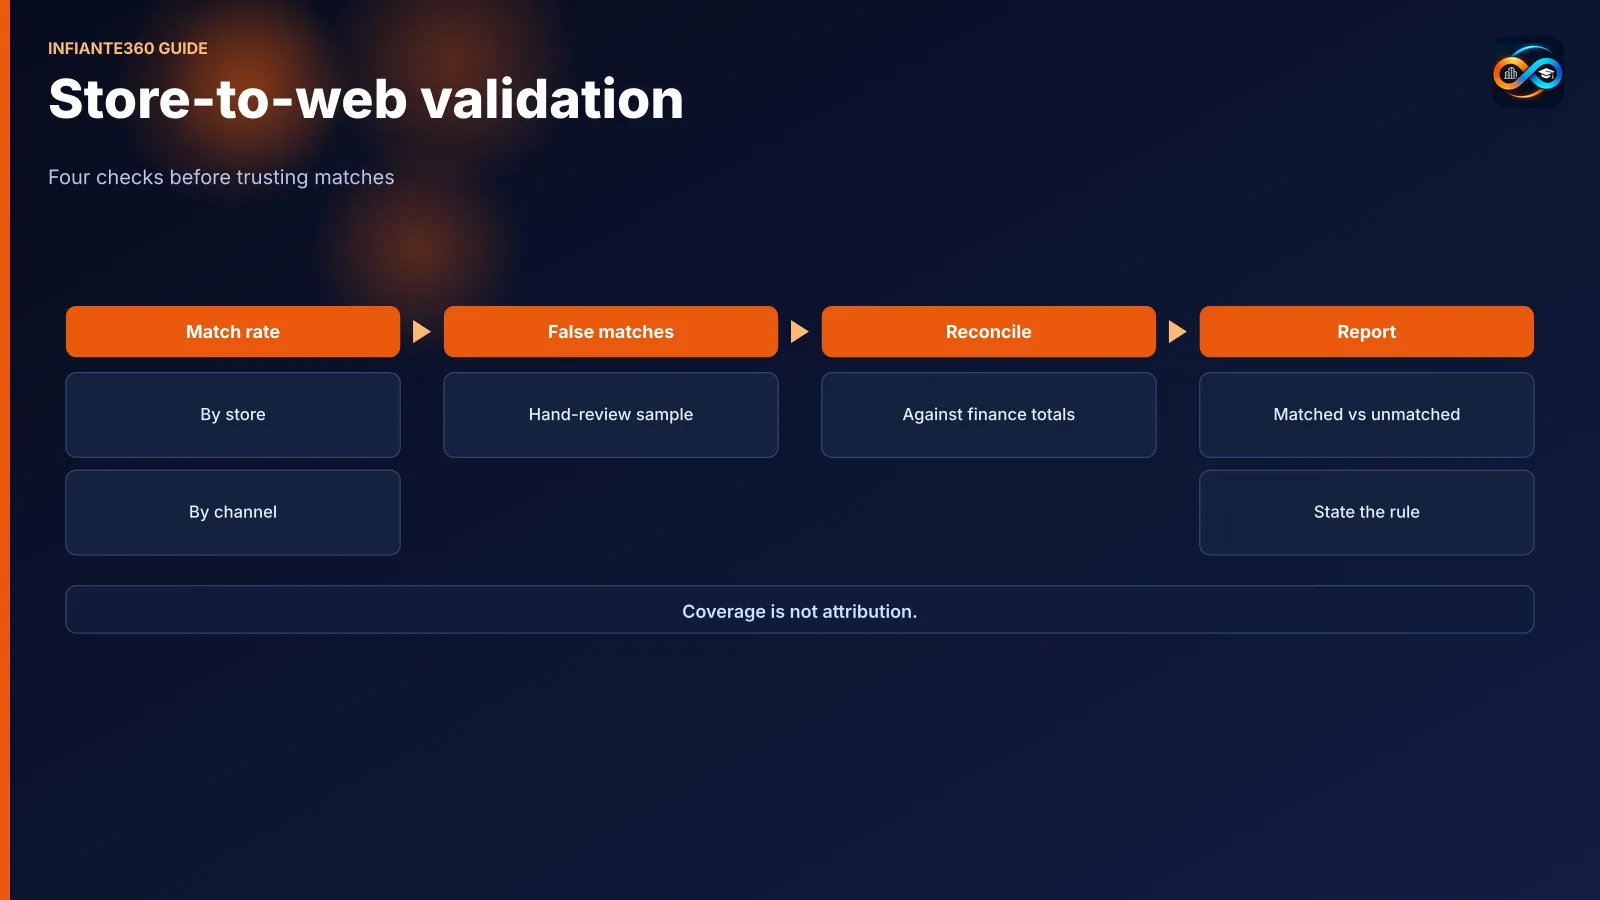 INFIANTE360 GUIDE
Store-to-web validation
Four checks before trusting matches
Match rate
By store
By channel
False matches
Hand-review sample
Reconcile
Against finance totals
Report
Matched vs unmatched
State the rule
Coverage is not attribution.